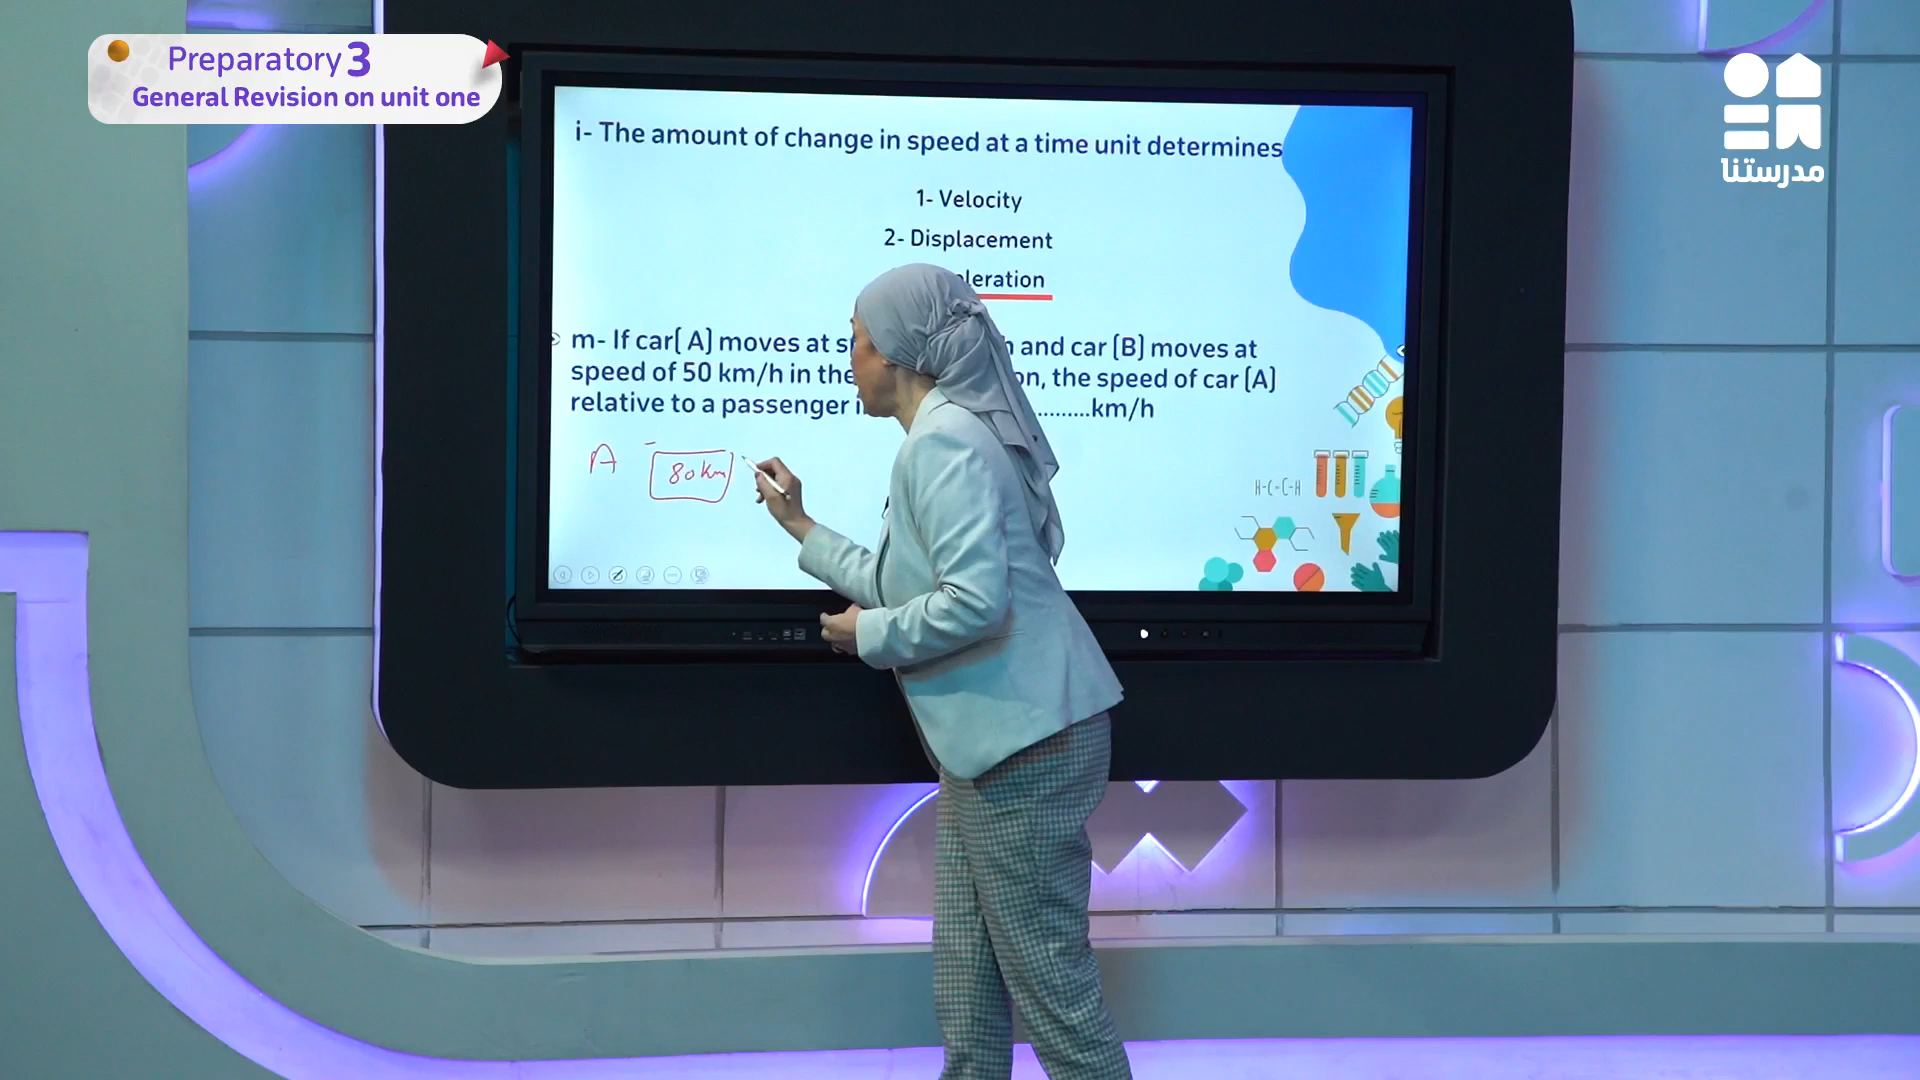 Preparatory 3
General Revision on unit one
مدرستنا
i- The amount of change in speed at a time unit determines
1- Velocity
2- Displacement
leration
m- If car( A) moves at s h and car (B) moves at
speed of 50 km/h in the on, the speed of car (A)
relative to a passenger i .........km/h
A 80 km
H-C=C-H